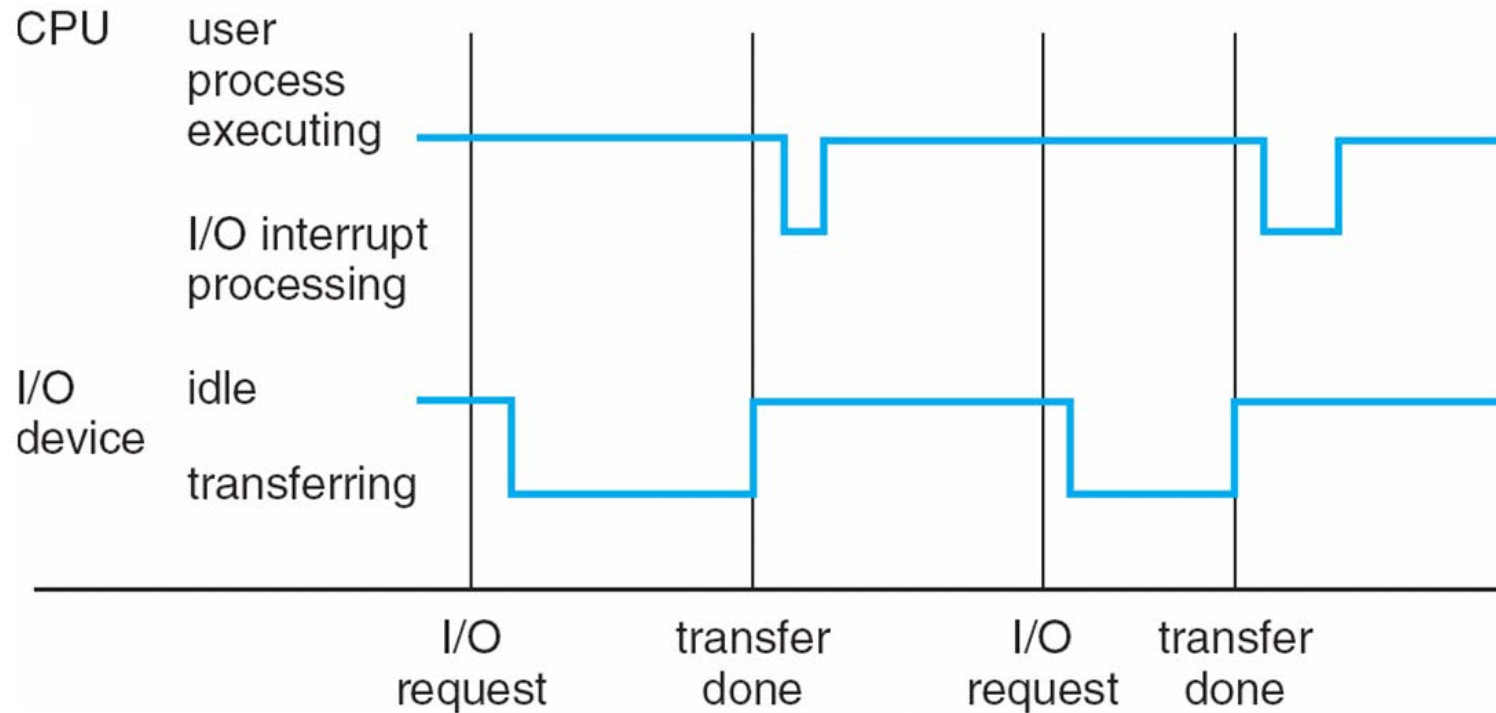 CPU
user
process
executing
I/O interrupt
processing
I/O
device
idle
transferring
I/O
request
transfer
done
I/O
request
transfer
done